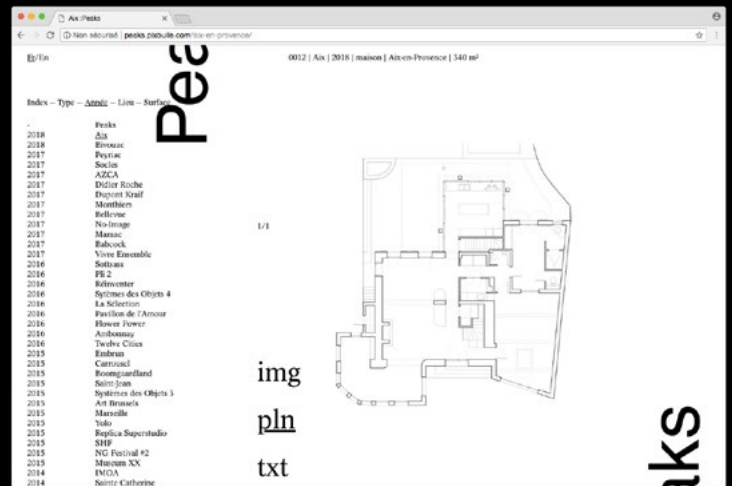 Aix :Peaks
Non sécurisé | peaks.pixbulle.com/aix-en-provence/
Fr/En
0012 | Aix | 2018 | maison | Aix-en-Provence | 340 m²
Peaks
Index – Type – Année – Lieu – Surface
- Peaks
2018 Aix
2018 Bivouac
2017 Peyriac
2017 Socles
2017 AZCA
2017 Didier Roche
2017 Dupont Kraif
2017 Monthiers
2017 Bellevue
2017 No-Image
2017 Mamac
2017 Babcock
2017 Vivre Ensemble
2016 Sottsass
2016 Pli 2
2016 Réinventer
2016 Sytèmes des Objets 4
2016 La Sélection
2016 Pavillon de l'Amour
2016 Flower Power
2016 Ambonnay
2016 Twelve Cities
2015 Embrun
2015 Carrousel
2015 Boomguardland
2015 Saint-Jean
2015 Systèmes des Objets 3
2015 Art Brussels
2015 Marseille
2015 Yolo
2015 Replica Superstudio
2015 SHF
2015 NG Festival #2
2015 Museum XX
2014 IMOA
2014 Sainte Catherine
1/1
img
pln
txt
aks